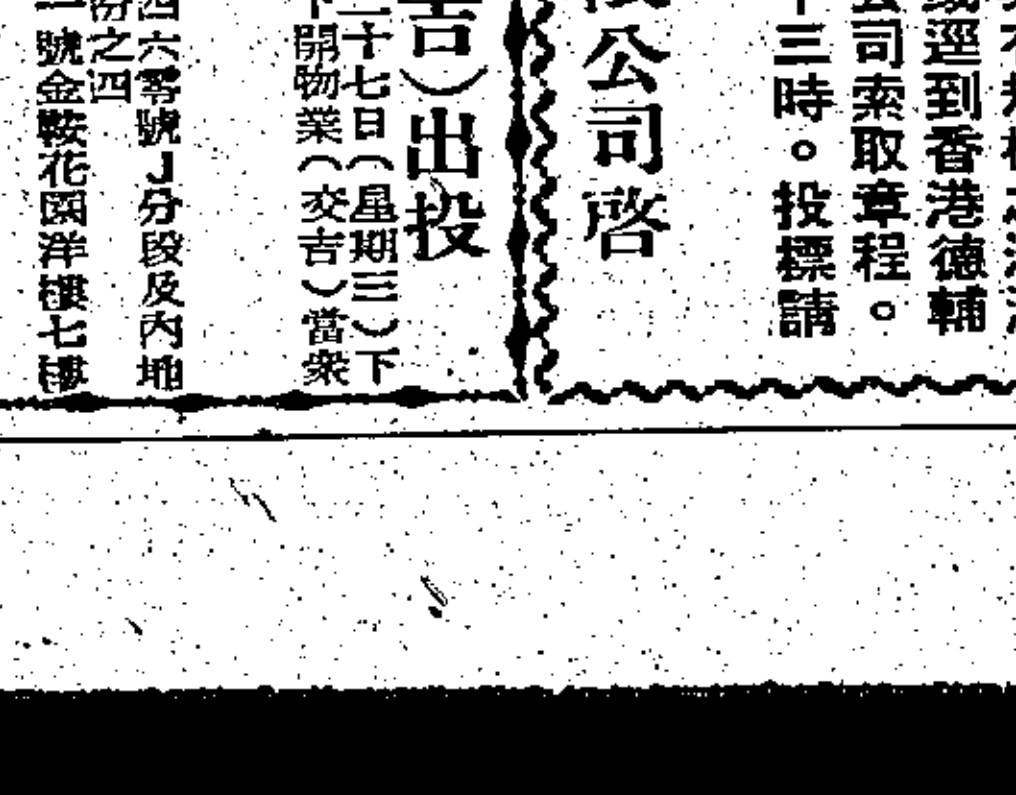 逕到香港德輔
司索取章程。
三時。投標請
公司啓
吉）出投
二十七日（星期三）下
開物業（交吉）當衆
四六零號J分段及內地
份之四
一號金鞍花園洋樓七樓